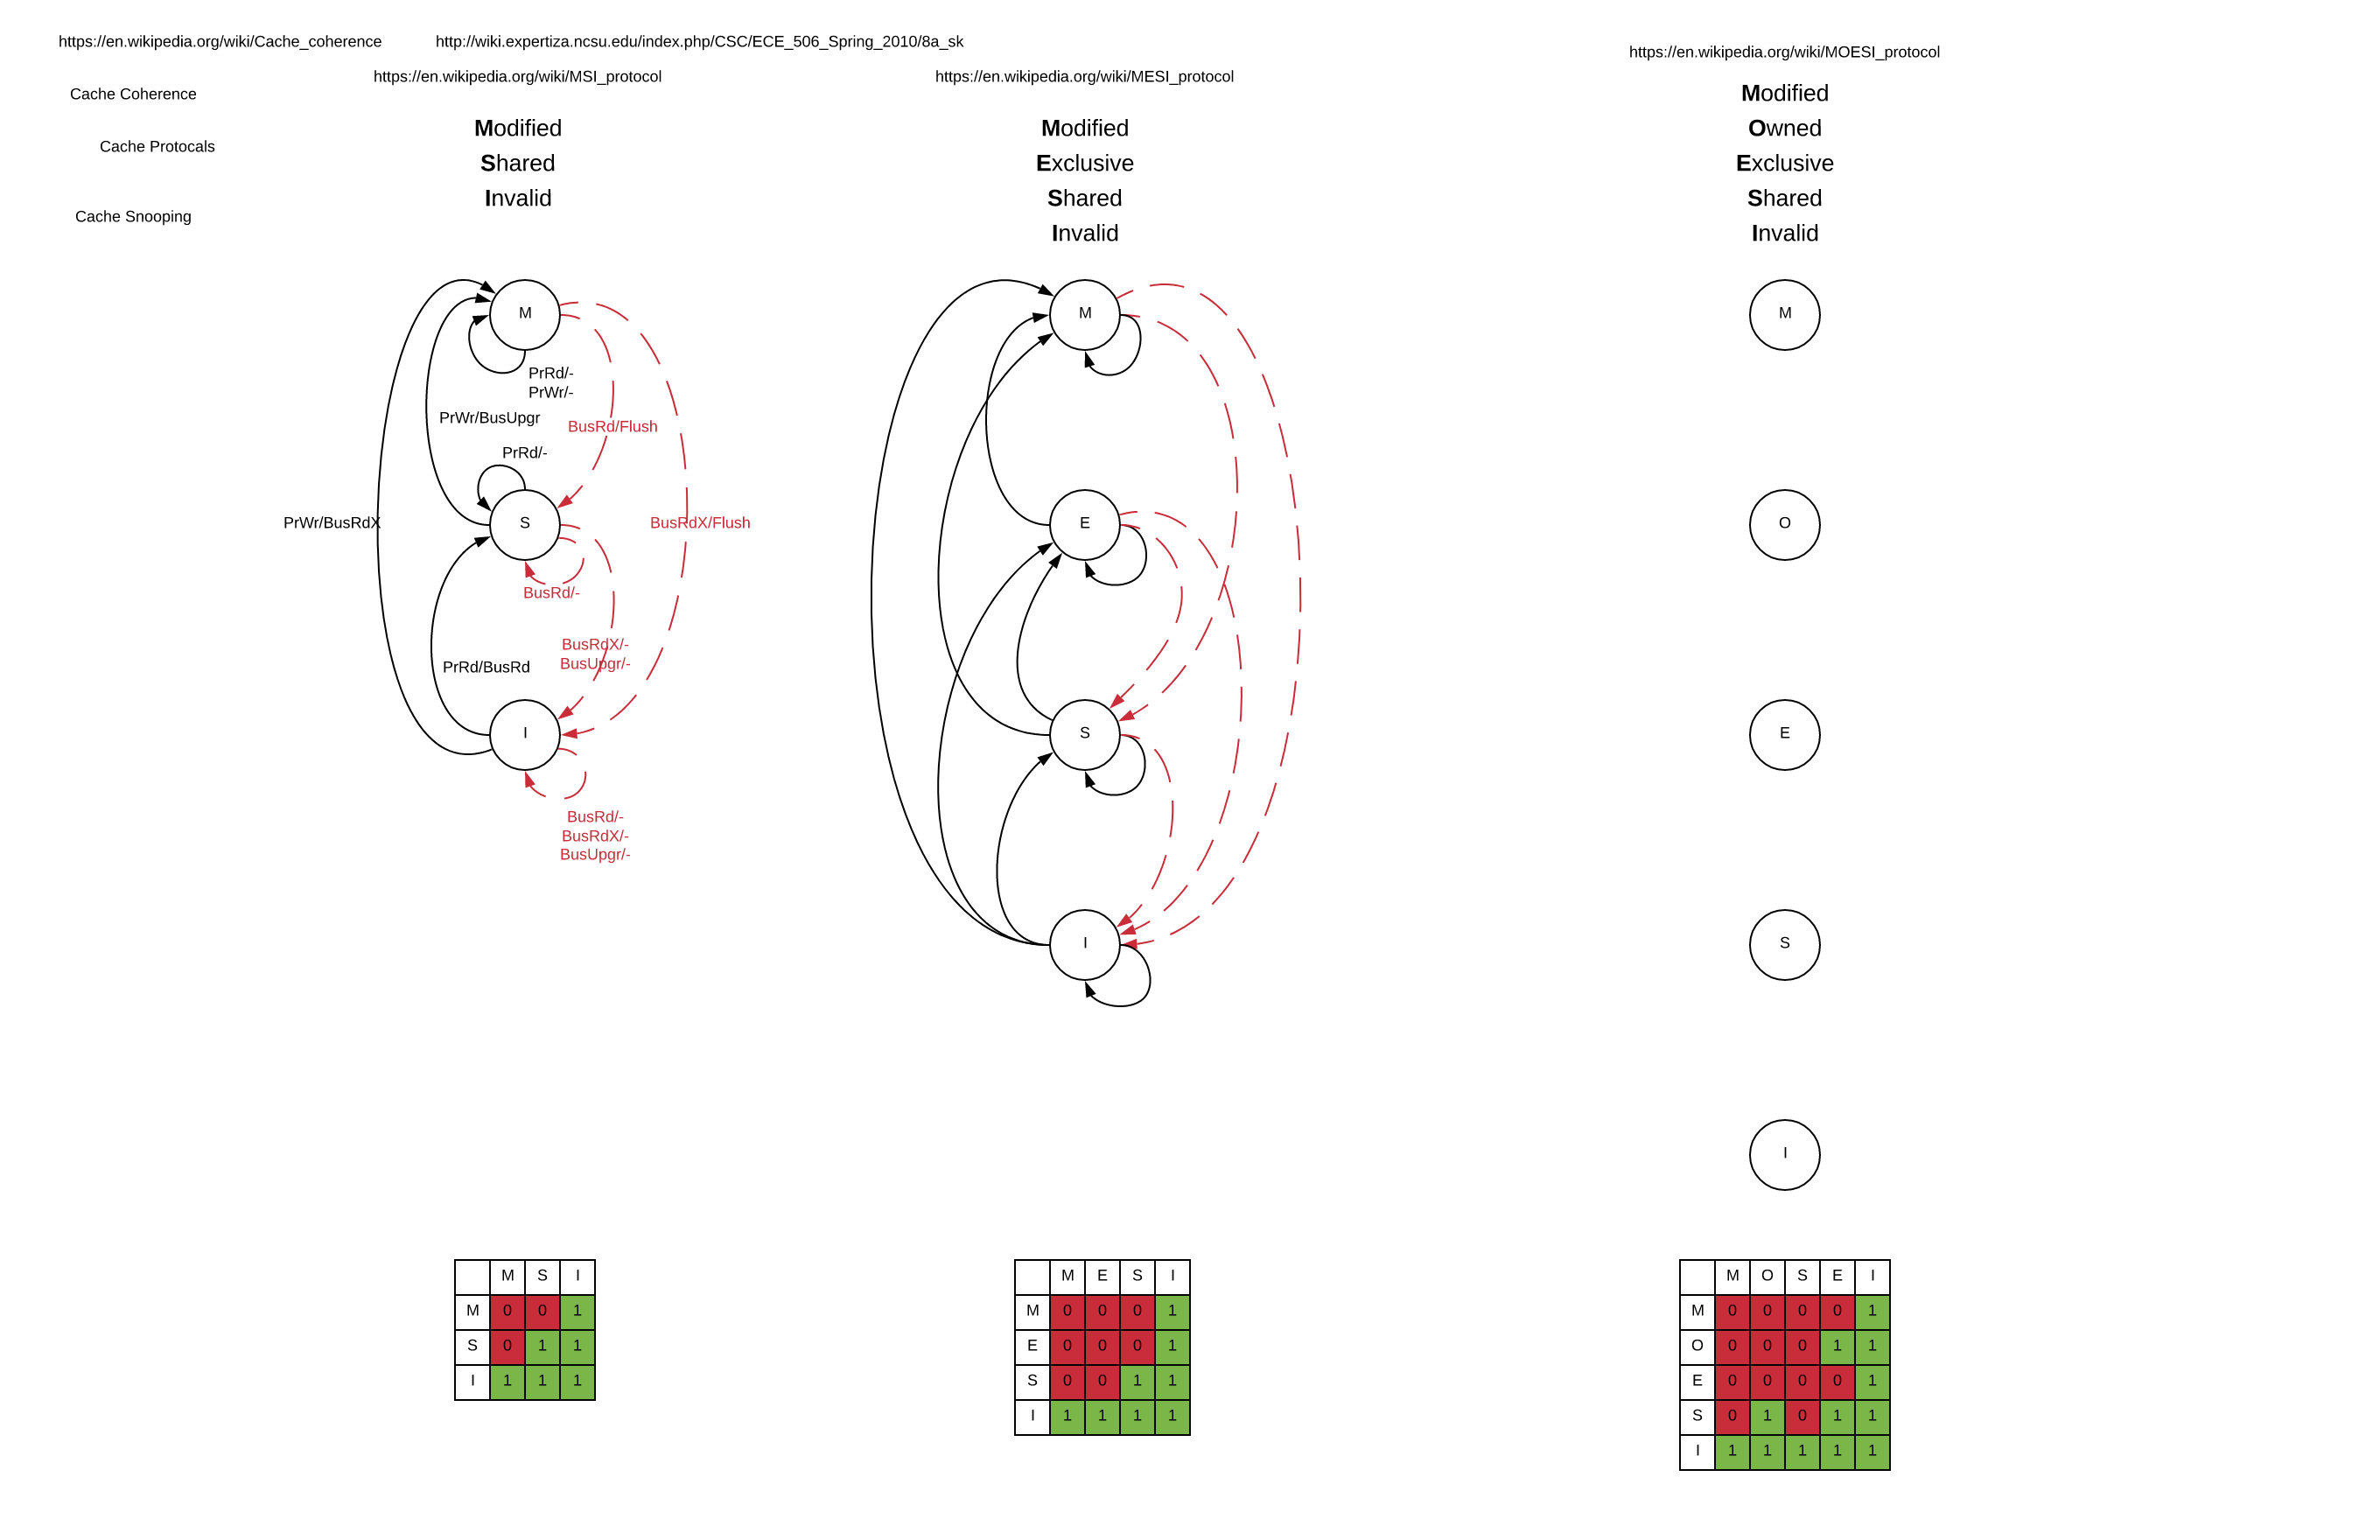 https://en.wikipedia.org/wiki/Cache_coherence
http://wiki.expertiza.ncsu.edu/index.php/CSC/ECE_506_Spring_2010/8a_sk
Cache Coherence
Cache Protocals
Cache Snooping
https://en.wikipedia.org/wiki/MSI_protocol
Modified
Shared
Invalid
M
PrRd/-
PrWr/-
PrWr/BusUpgr
BusRd/Flush
PrRd/-
S
PrWr/BusRdX
BusRdX/Flush
BusRd/-
BusRdX/-
BusUpgr/-
PrRd/BusRd
I
BusRd/-
BusRdX/-
BusUpgr/-
M S I
M 0 0 1
S 0 1 1
I 1 1 1
https://en.wikipedia.org/wiki/MESI_protocol
Modified
Exclusive
Shared
Invalid
M
E
S
I
M E S I
M 0 0 0 1
E 0 0 0 1
S 0 0 1 1
I 1 1 1 1
https://en.wikipedia.org/wiki/MOESI_protocol
Modified
Owned
Exclusive
Shared
Invalid
M
O
E
S
I
M O S E I
M 0 0 0 0 1
O 0 0 0 1 1
E 0 0 0 0 1
S 0 1 0 1 1
I 1 1 1 1 1